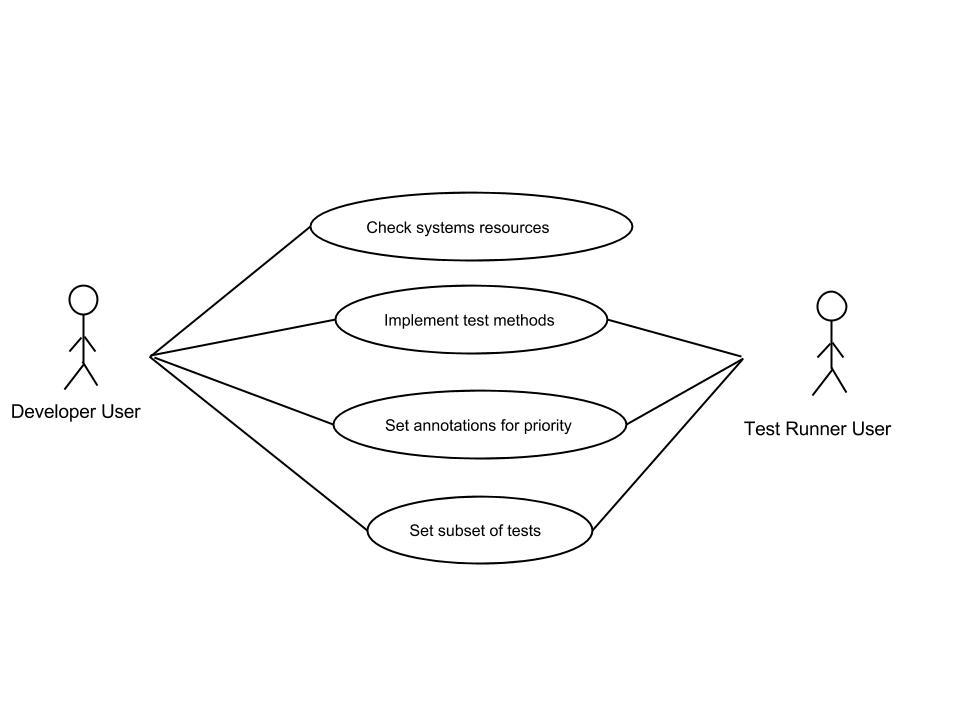 Check systems resources
Implement test methods
Developer User
Set annotations for priority
Test Runner User
Set subset of tests